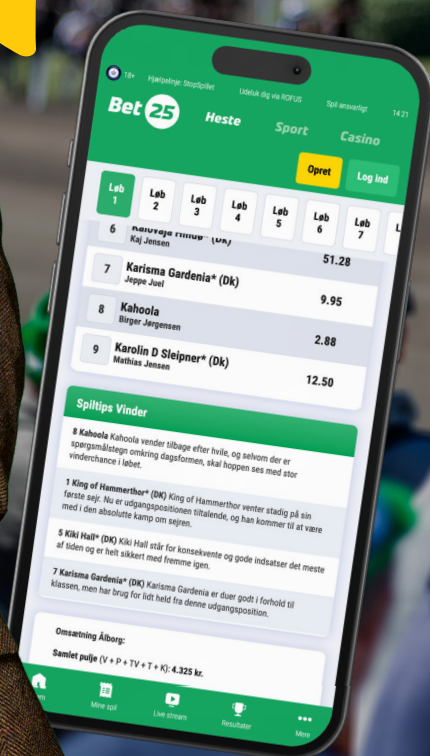 18+ Hjælpelinje: StopSpillet Udeluk dig via ROFUS Spil ansvarligt 14:21
Bet 25 Heste Sport Casino
Opret Log ind
Løb 1 Løb 2 Løb 3 Løb 4 Løb 5 Løb 6 Løb 7
6 51.28
Kaj Jensen
7 Karisma Gardenia* (Dk) 9.95
Jeppe Juel
8 Kahoola 2.88
Birger Jørgensen
9 Karolin D Sleipner* (Dk) 12.50
Mathias Jensen
Spiltips Vinder
8 Kahoola Kahoola vender tilbage efter hvile, og selvom der er
spørgsmålstegn omkring dagsformen, skal hoppen ses med stor
vinderchance i løbet.
1 King of Hammerthor* (DK) King of Hammerthor venter stadig på sin
første sejr. Nu er udgangspositionen tiltalende, og han kommer til at være
med i den absolutte kamp om sejren.
5 Kiki Hall* (DK) Kiki Hall står for konsekvente og gode indsatser det meste
af tiden og er helt sikkert med fremme igen.
7 Karisma Gardenia* (DK) Karisma Gardenia er duer godt i forhold til
klassen, men har brug for lidt held fra denne udgangsposition.
Omsætning Ålborg:
Samlet pulje (V + P + TV + T + K): 4.325 kr.
Mine spil Live stream Resultater Mere